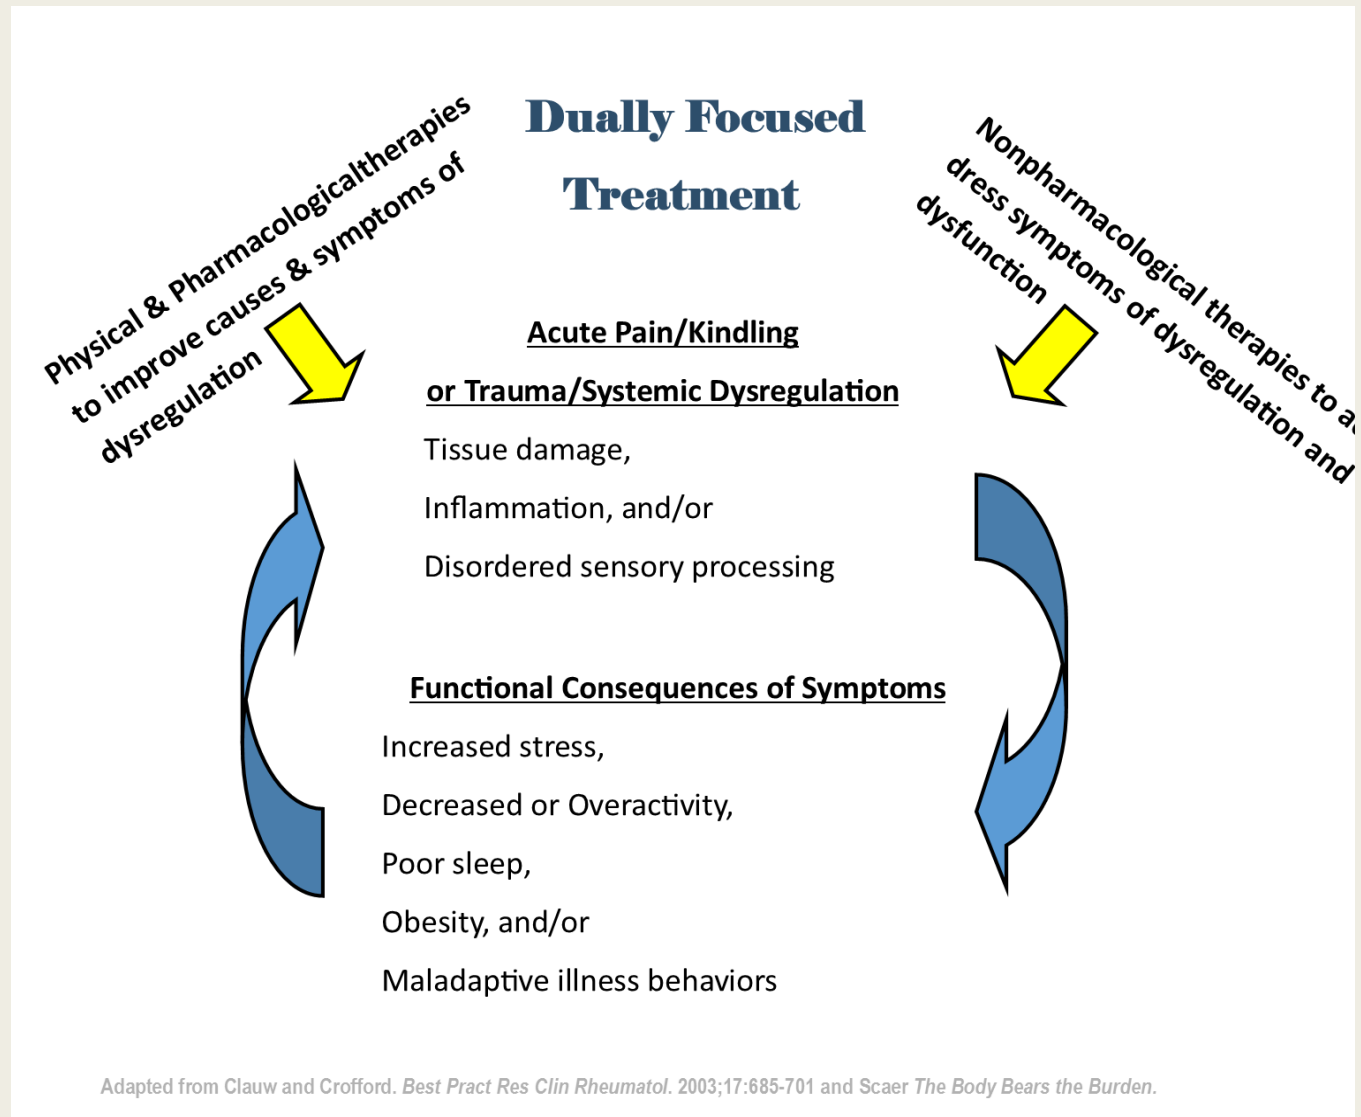 Dually Focused
Treatment
Physical & Pharmacologicaltherapies
to improve causes & symptoms of
dysregulation
Nonpharmacological therapies to a
dress symptoms of dysregulation and
dysfunction
Acute Pain/Kindling
or Trauma/Systemic Dysregulation
Tissue damage,
Inflammation, and/or
Disordered sensory processing
Functional Consequences of Symptoms
Increased stress,
Decreased or Overactivity,
Poor sleep,
Obesity, and/or
Maladaptive illness behaviors
Adapted from Clauw and Crofford. Best Pract Res Clin Rheumatol. 2003;17:685-701 and Scaer The Body Bears the Burden.